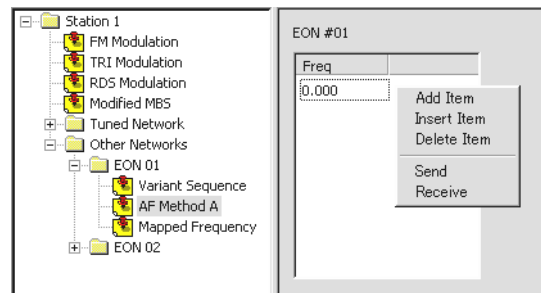 Station 1
FM Modulation
TRI Modulation
RDS Modulation
Modified MBS
Tuned Network
Other Networks
EON 01
Variant Sequence
AF Method A
Mapped Frequency
EON 02
EON #01
Freq
0.000
Add Item
Insert Item
Delete Item
Send
Receive